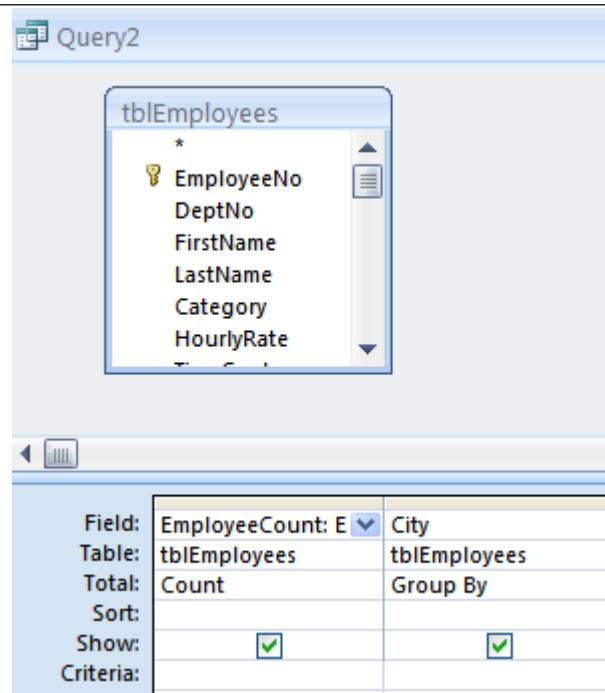 Query2
tblEmployees
*
EmployeeNo
DeptNo
FirstName
LastName
Category
HourlyRate
Field: EmployeeCount: E City
Table: tblEmployees tblEmployees
Total: Count Group By
Sort:
Show:
Criteria: